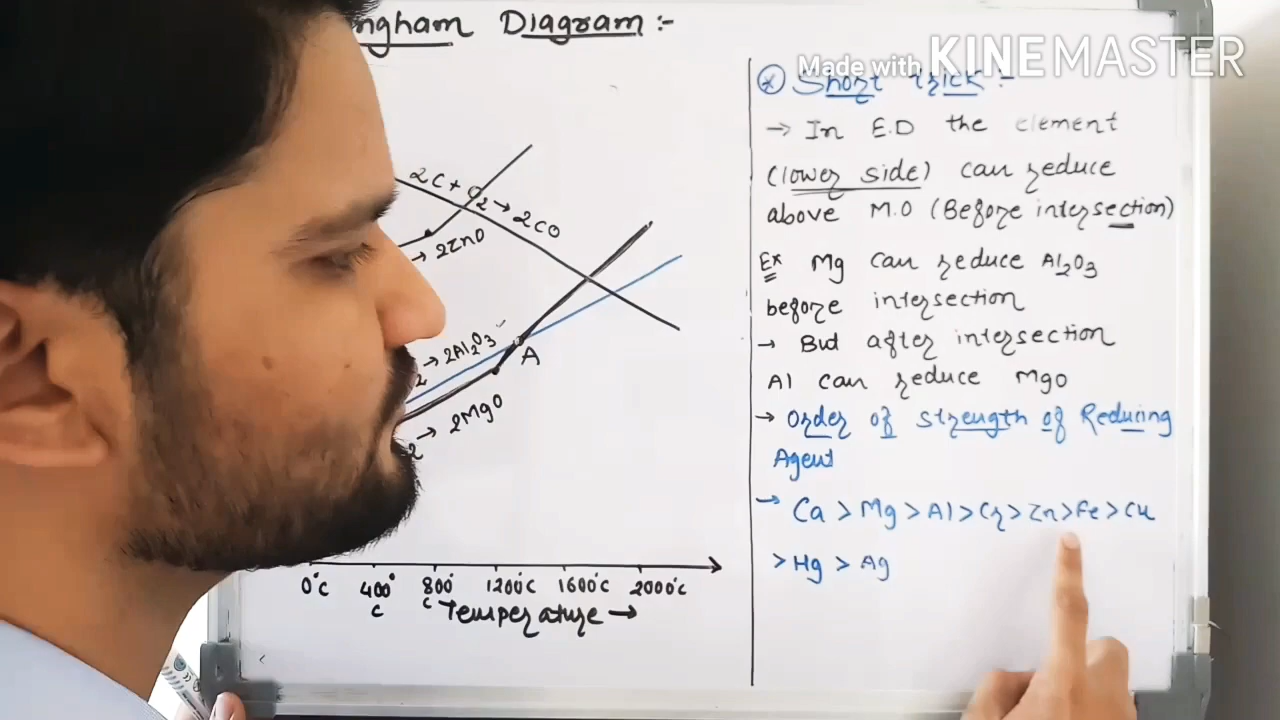 ngham Diagram :-
Made with KINEMASTER
Short trick :-
→ In E.D the element
(lower side) can reduce
above M.O (Before intersection)
Ex Mg can reduce Al2O3
before intersection
→ But after intersection
Al can reduce MgO
→ Order of Strength of Reducing
Agent
→ Ca > Mg > Al > Cr > Zn > Fe > Cu
> Hg > Ag
2C + O2 → 2CO
→ 2ZnO
2 → 2Al2O3
A
2 → 2MgO
0°C 400°C 800°C 1200°C 1600°C 2000°C
Temperature →